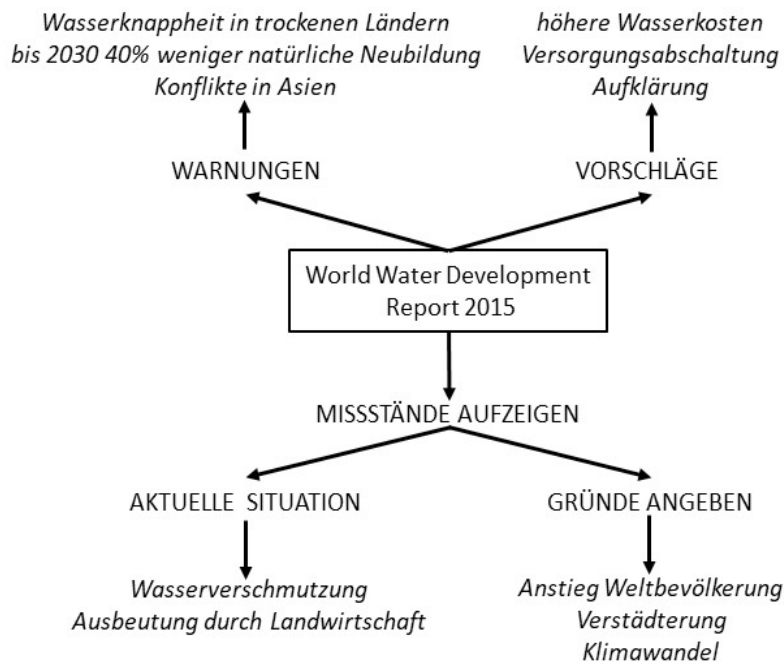 Wasserknappheit in trockenen Ländern
bis 2030 40% weniger natürliche Neubildung
Konflikte in Asien
höhere Wasserkosten
Versorgungsabschaltung
Aufklärung
WARNUNGEN
VORSCHLÄGE
World Water Development
Report 2015
MISSSTÄNDE AUFZEIGEN
AKTUELLE SITUATION
GRÜNDE ANGEBEN
Wasserverschmutzung
Ausbeutung durch Landwirtschaft
Anstieg Weltbevölkerung
Verstädterung
Klimawandel